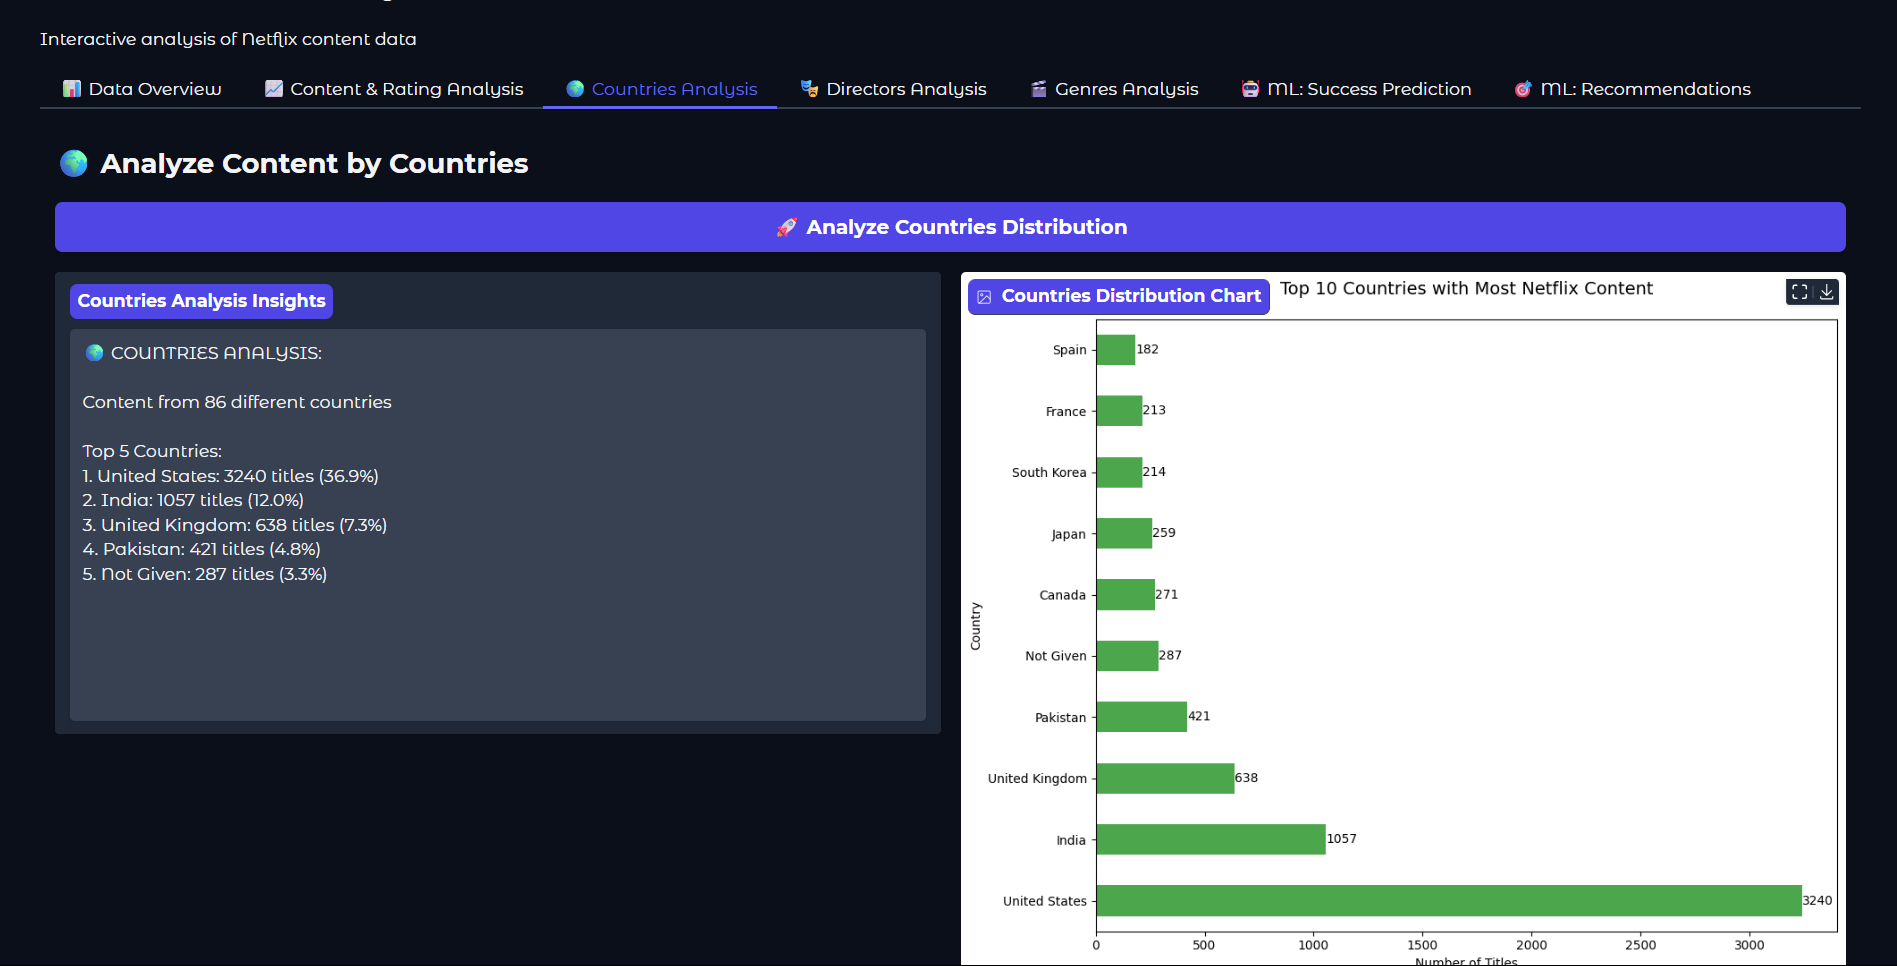 Interactive analysis of Netflix content data
📊 Data Overview
📈 Content & Rating Analysis
🌍 Countries Analysis
🎭 Directors Analysis
🎬 Genres Analysis
🤖 ML: Success Prediction
🎯 ML: Recommendations
🌍 Analyze Content by Countries
🚀 Analyze Countries Distribution
Countries Analysis Insights
🌍 COUNTRIES ANALYSIS:
Content from 86 different countries
Top 5 Countries:
1. United States: 3240 titles (36.9%)
2. India: 1057 titles (12.0%)
3. United Kingdom: 638 titles (7.3%)
4. Pakistan: 421 titles (4.8%)
5. Not Given: 287 titles (3.3%)
Countries Distribution Chart
Top 10 Countries with Most Netflix Content
Country
Spain 182
France 213
South Korea 214
Japan 259
Canada 271
Not Given 287
Pakistan 421
United Kingdom 638
India 1057
United States 3240
0 500 1000 1500 2000 2500 3000
Number of Titles